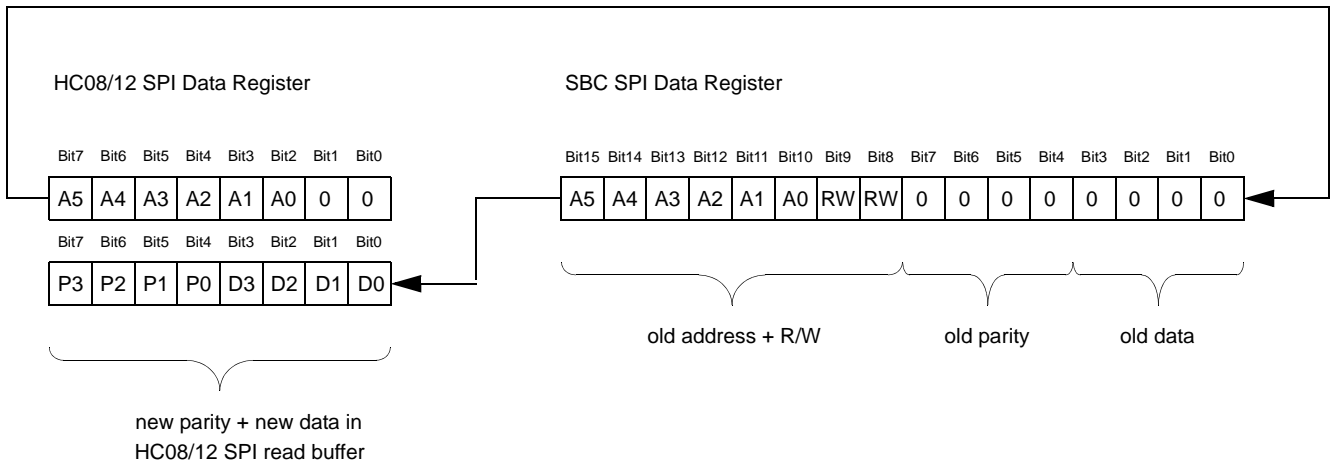 HC08/12 SPI Data Register
SBC SPI Data Register
Bit7 Bit6 Bit5 Bit4 Bit3 Bit2 Bit1 Bit0
Bit15 Bit14 Bit13 Bit12 Bit11 Bit10 Bit9 Bit8 Bit7 Bit6 Bit5 Bit4 Bit3 Bit2 Bit1 Bit0
A5 A4 A3 A2 A1 A0 0 0
A5 A4 A3 A2 A1 A0 RW RW 0 0 0 0 0 0 0 0
Bit7 Bit6 Bit5 Bit4 Bit3 Bit2 Bit1 Bit0
P3 P2 P1 P0 D3 D2 D1 D0
old address + R/W
old parity
old data
new parity + new data in
HC08/12 SPI read buffer